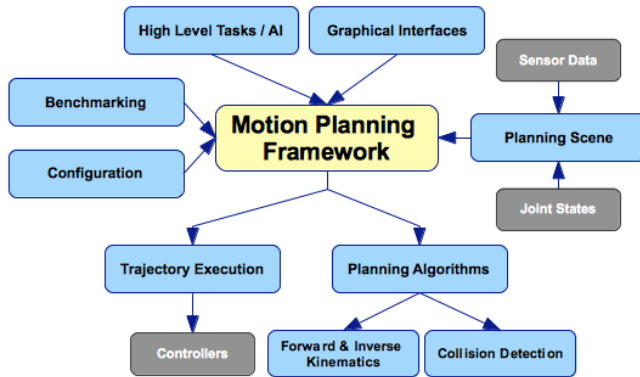 High Level Tasks / AI
Graphical Interfaces
Sensor Data
Benchmarking
Motion Planning
Framework
Planning Scene
Configuration
Joint States
Trajectory Execution
Planning Algorithms
Controllers
Forward & Inverse
Kinematics
Collision Detection